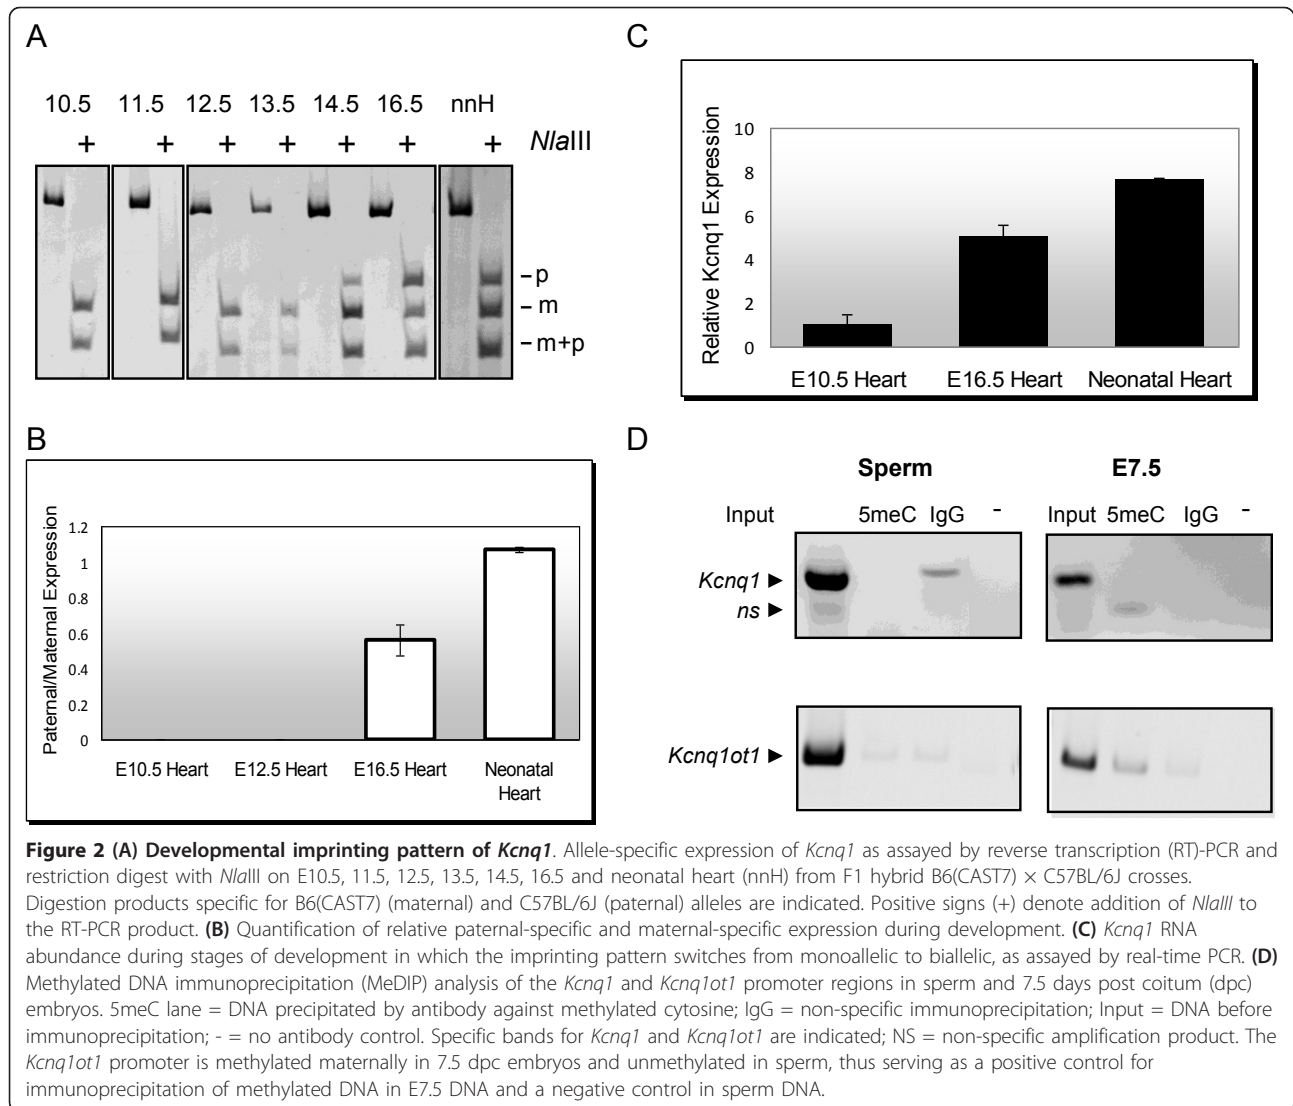 A
10.5 11.5 12.5 13.5 14.5 16.5 nnH
+ + + + + + + NlaIII
p
m
m+p
B
Paternal/Maternal Expression
1.2
1
0.8
0.6
0.4
0.2
0
E10.5 Heart E12.5 Heart E16.5 Heart Neonatal
Heart
C
Relative Kcnq1 Expression
10
8
6
4
2
0
E10.5 Heart E16.5 Heart Neonatal Heart
D
Sperm E7.5
Input 5meC IgG - Input 5meC IgG -
Kcnq1
ns
Kcnq1ot1
Figure 2 (A) Developmental imprinting pattern of Kcnq1. Allele-specific expression of Kcnq1 as assayed by reverse transcription (RT)-PCR and
restriction digest with NlaIII on E10.5, 11.5, 12.5, 13.5, 14.5, 16.5 and neonatal heart (nnH) from F1 hybrid B6(CAST7) × C57BL/6J crosses.
Digestion products specific for B6(CAST7) (maternal) and C57BL/6J (paternal) alleles are indicated. Positive signs (+) denote addition of NlaIII to
the RT-PCR product. (B) Quantification of relative paternal-specific and maternal-specific expression during development. (C) Kcnq1 RNA
abundance during stages of development in which the imprinting pattern switches from monoallelic to biallelic, as assayed by real-time PCR. (D)
Methylated DNA immunoprecipitation (MeDIP) analysis of the Kcnq1 and Kcnq1ot1 promoter regions in sperm and 7.5 days post coitum (dpc)
embryos. 5meC lane = DNA precipitated by antibody against methylated cytosine; IgG = non-specific immunoprecipitation; Input = DNA before
immunoprecipitation; - = no antibody control. Specific bands for Kcnq1 and Kcnq1ot1 are indicated; NS = non-specific amplification product. The
Kcnq1ot1 promoter is methylated maternally in 7.5 dpc embryos and unmethylated in sperm, thus serving as a positive control for
immunoprecipitation of methylated DNA in E7.5 DNA and a negative control in sperm DNA.